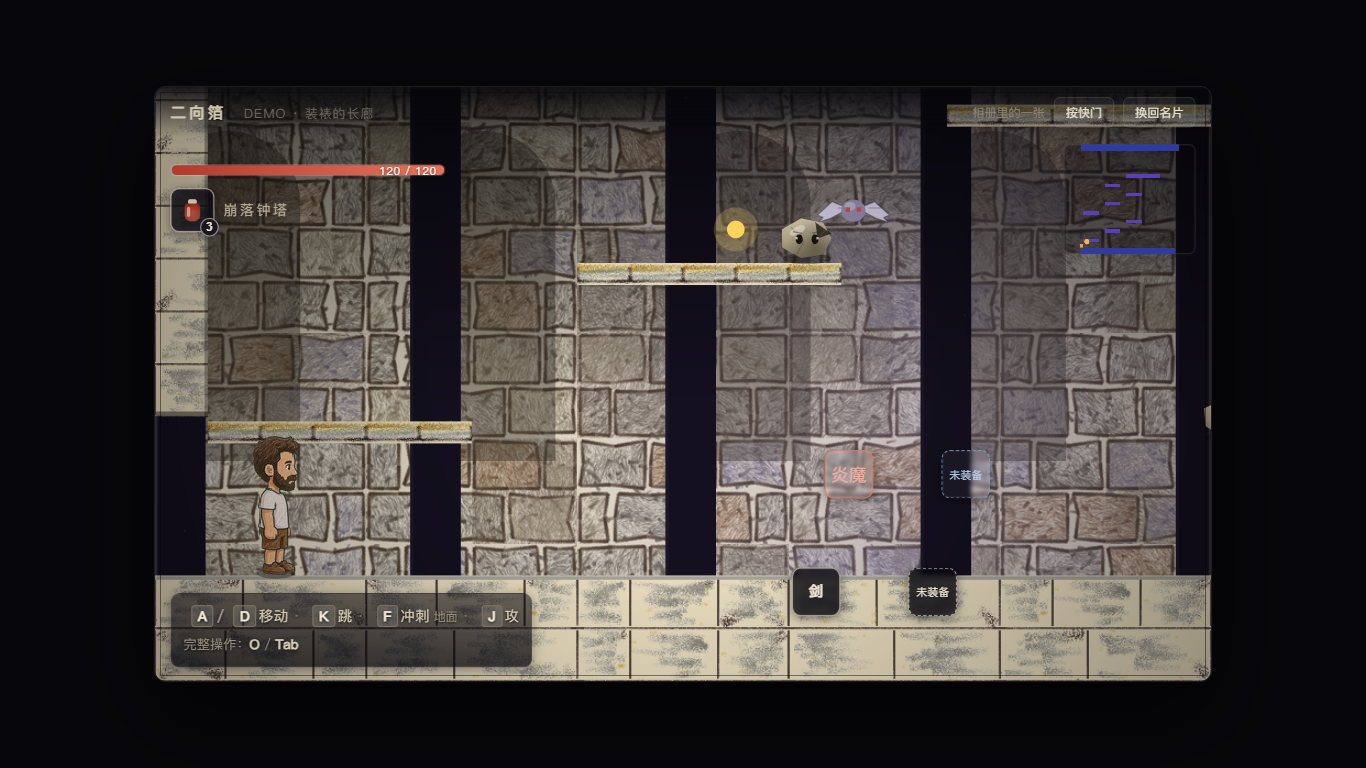 二向箔 DEMO · 装裱的长廊
相册里的一张 按快门 换回名片
120 / 120
崩落钟塔
3
炎魔 未装备
剑 未装备
A / D 移动 · K 跳 · F 冲刺 地面 · J 攻
完整操作: O / Tab